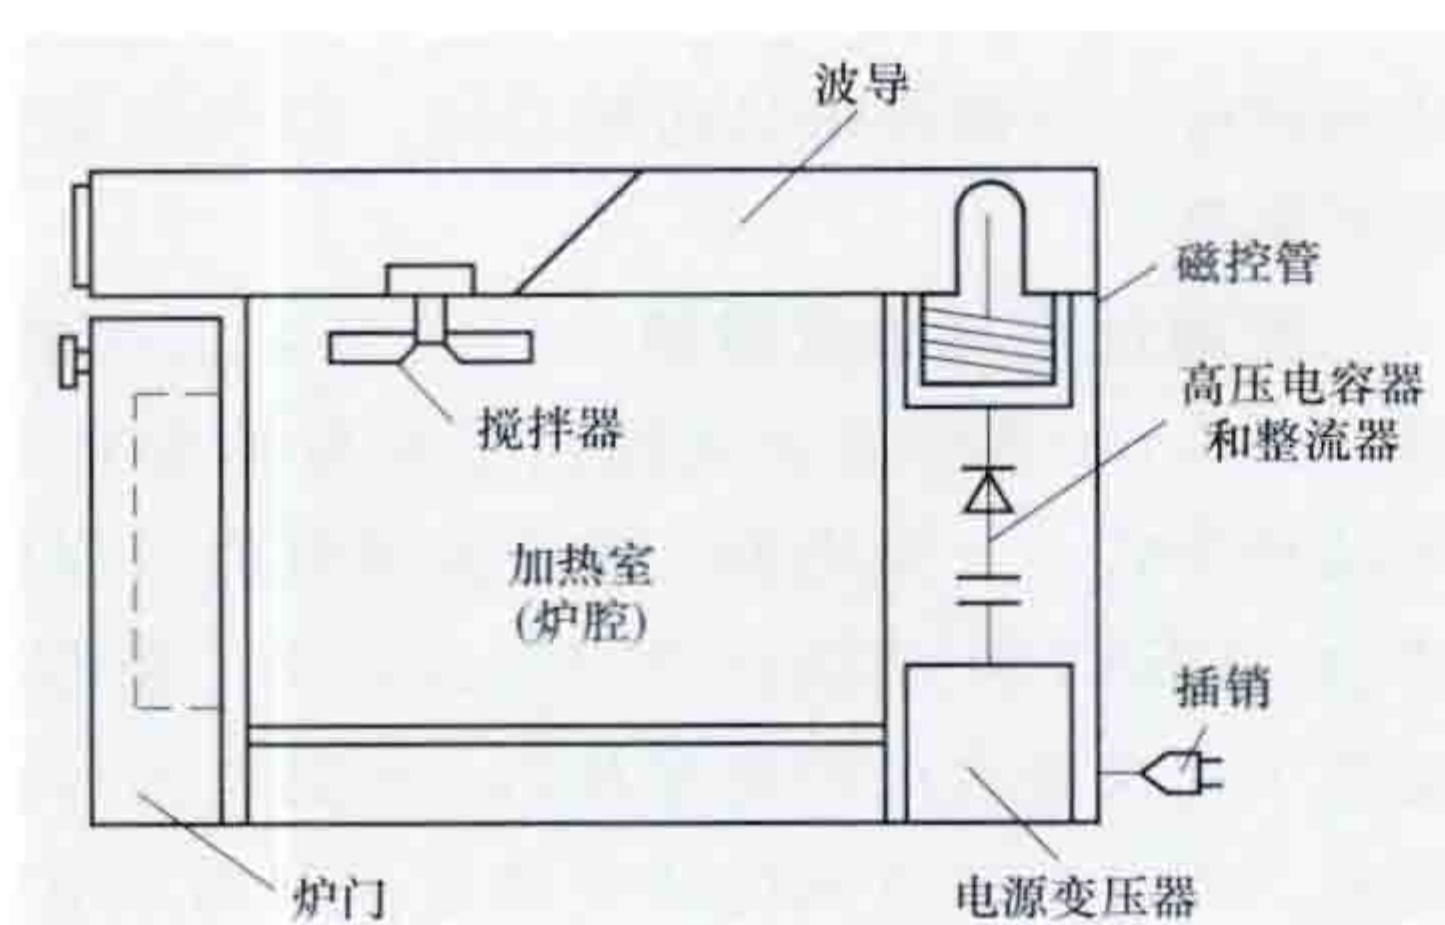 波导
磁控管
高压电容器
和整流器
搅拌器
加热室
(炉腔)
插销
炉门
电源变压器